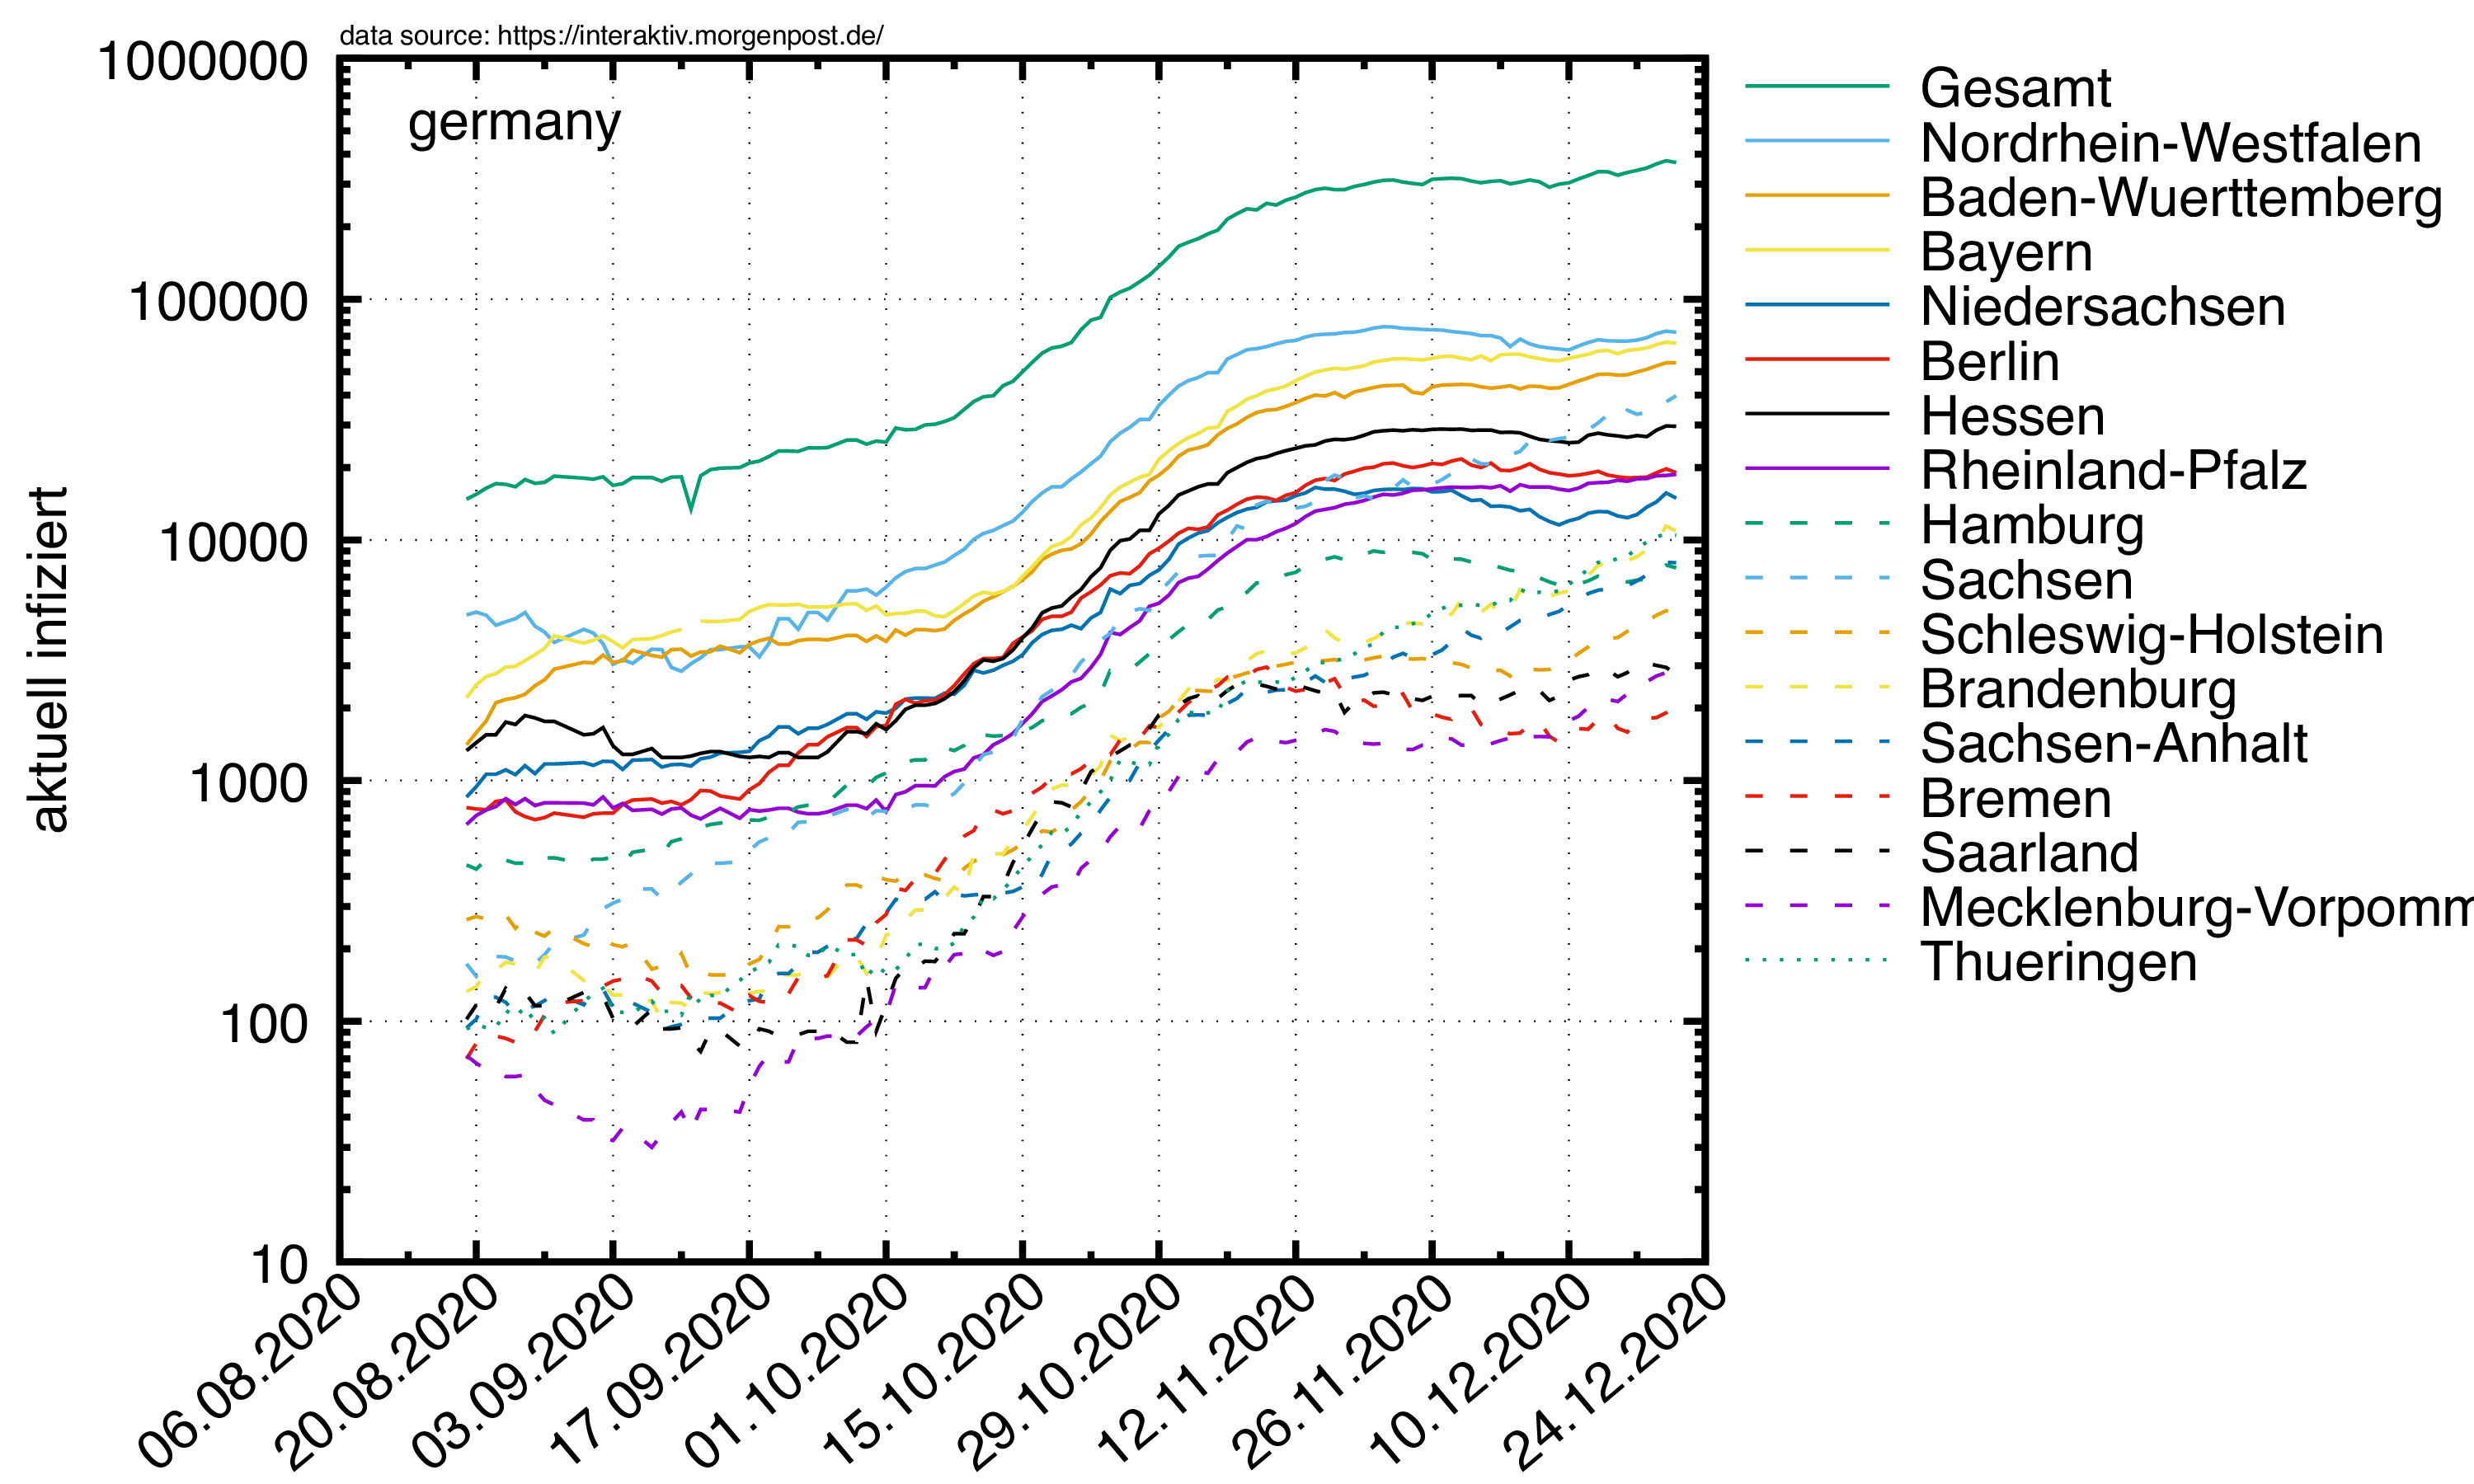 data source: https://interaktiv.morgenpost.de/
germany
aktuell infiziert
1000000
100000
10000
1000
100
10
06.08.2020
20.08.2020
03.09.2020
17.09.2020
01.10.2020
15.10.2020
29.10.2020
12.11.2020
26.11.2020
10.12.2020
24.12.2020
Gesamt
Nordrhein-Westfalen
Baden-Wuerttemberg
Bayern
Niedersachsen
Berlin
Hessen
Rheinland-Pfalz
Hamburg
Sachsen
Schleswig-Holstein
Brandenburg
Sachsen-Anhalt
Bremen
Saarland
Mecklenburg-Vorpomm
Thueringen